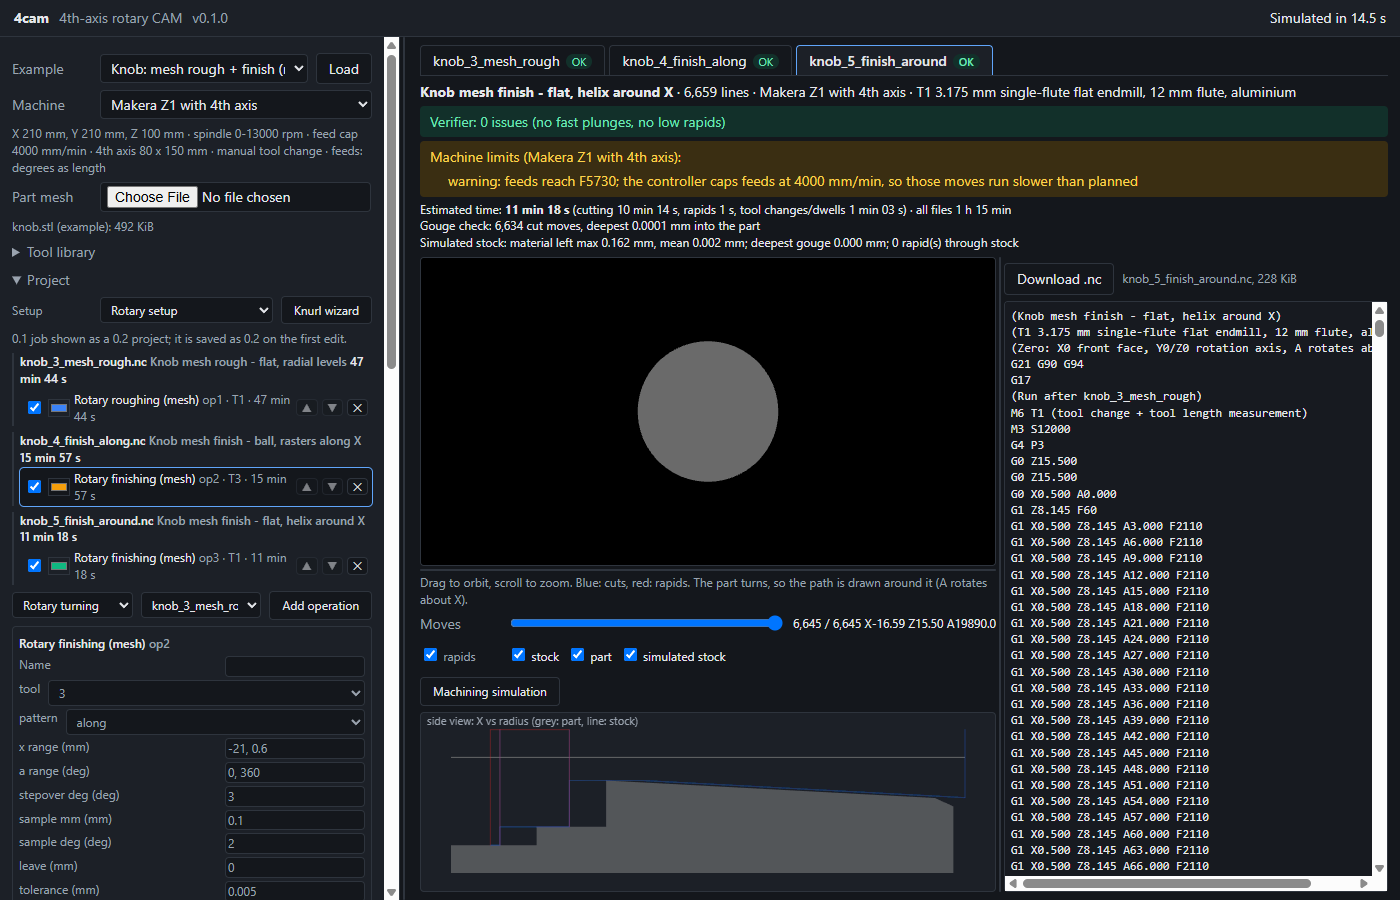 4cam 4th-axis rotary CAM v0.1.0
Simulated in 14.5 s
Example
Knob: mesh rough + finish (
Load
Machine
Makera Z1 with 4th axis
X 210 mm, Y 210 mm, Z 100 mm · spindle 0-13000 rpm · feed cap
4000 mm/min · 4th axis 80 x 150 mm · manual tool change · feeds:
degrees as length
Part mesh
Choose File No file chosen
knob.stl (example): 492 KiB
Tool library
Project
Setup
Rotary setup
Knurl wizard
0.1 job shown as a 0.2 project; it is saved as 0.2 on the first edit.
knob_3_mesh_rough.nc Knob mesh rough - flat, radial levels 47
min 44 s
Rotary roughing (mesh) op1 · T1 · 47 min
44 s
knob_4_finish_along.nc Knob mesh finish - ball, rasters along X
15 min 57 s
Rotary finishing (mesh) op2 · T3 · 15 min
57 s
knob_5_finish_around.nc Knob mesh finish - flat, helix around X
11 min 18 s
Rotary finishing (mesh) op3 · T1 · 11 min
18 s
Rotary turning
knob_3_mesh_rc
Add operation
Rotary finishing (mesh) op2
Name
tool
3
pattern
along
x range (mm)
-21, 0.6
a range (deg)
0, 360
stepover deg (deg)
3
sample mm (mm)
0.1
sample deg (deg)
2
leave (mm)
0
tolerance (mm)
0.005
knob_3_mesh_rough OK
knob_4_finish_along OK
knob_5_finish_around OK
Knob mesh finish - flat, helix around X · 6,659 lines · Makera Z1 with 4th axis · T1 3.175 mm single-flute flat endmill, 12 mm flute, aluminium
Verifier: 0 issues (no fast plunges, no low rapids)
Machine limits (Makera Z1 with 4th axis):
warning: feeds reach F5730; the controller caps feeds at 4000 mm/min, so those moves run slower than planned
Estimated time: 11 min 18 s (cutting 10 min 14 s, rapids 1 s, tool changes/dwells 1 min 03 s) · all files 1 h 15 min
Gouge check: 6,634 cut moves, deepest 0.0001 mm into the part
Simulated stock: material left max 0.162 mm, mean 0.002 mm; deepest gouge 0.000 mm; 0 rapid(s) through stock
Drag to orbit, scroll to zoom. Blue: cuts, red: rapids. The part turns, so the path is drawn around it (A rotates
about X).
Moves
6,645 / 6,645 X-16.59 Z15.50 A19890.0
rapids
stock
part
simulated stock
Machining simulation
side view: X vs radius (grey: part, line: stock)
Download .nc
knob_5_finish_around.nc, 228 KiB
(Knob mesh finish - flat, helix around X)
(T1 3.175 mm single-flute flat endmill, 12 mm flute, al
(Zero: X0 front face, Y0/Z0 rotation axis, A rotates ab
G21 G90 G94
G17
(Run after knob_3_mesh_rough)
M6 T1 (tool change + tool length measurement)
M3 S12000
G4 P3
G0 Z15.500
G0 Z15.500
G0 X0.500 A0.000
G1 Z8.145 F60
G1 X0.500 Z8.145 A3.000 F2110
G1 X0.500 Z8.145 A6.000 F2110
G1 X0.500 Z8.145 A9.000 F2110
G1 X0.500 Z8.145 A12.000 F2110
G1 X0.500 Z8.145 A15.000 F2110
G1 X0.500 Z8.145 A18.000 F2110
G1 X0.500 Z8.145 A21.000 F2110
G1 X0.500 Z8.145 A24.000 F2110
G1 X0.500 Z8.145 A27.000 F2110
G1 X0.500 Z8.145 A30.000 F2110
G1 X0.500 Z8.145 A33.000 F2110
G1 X0.500 Z8.145 A36.000 F2110
G1 X0.500 Z8.145 A39.000 F2110
G1 X0.500 Z8.145 A42.000 F2110
G1 X0.500 Z8.145 A45.000 F2110
G1 X0.500 Z8.145 A48.000 F2110
G1 X0.500 Z8.145 A51.000 F2110
G1 X0.500 Z8.145 A54.000 F2110
G1 X0.500 Z8.145 A57.000 F2110
G1 X0.500 Z8.145 A60.000 F2110
G1 X0.500 Z8.145 A63.000 F2110
G1 X0.500 Z8.145 A66.000 F2110